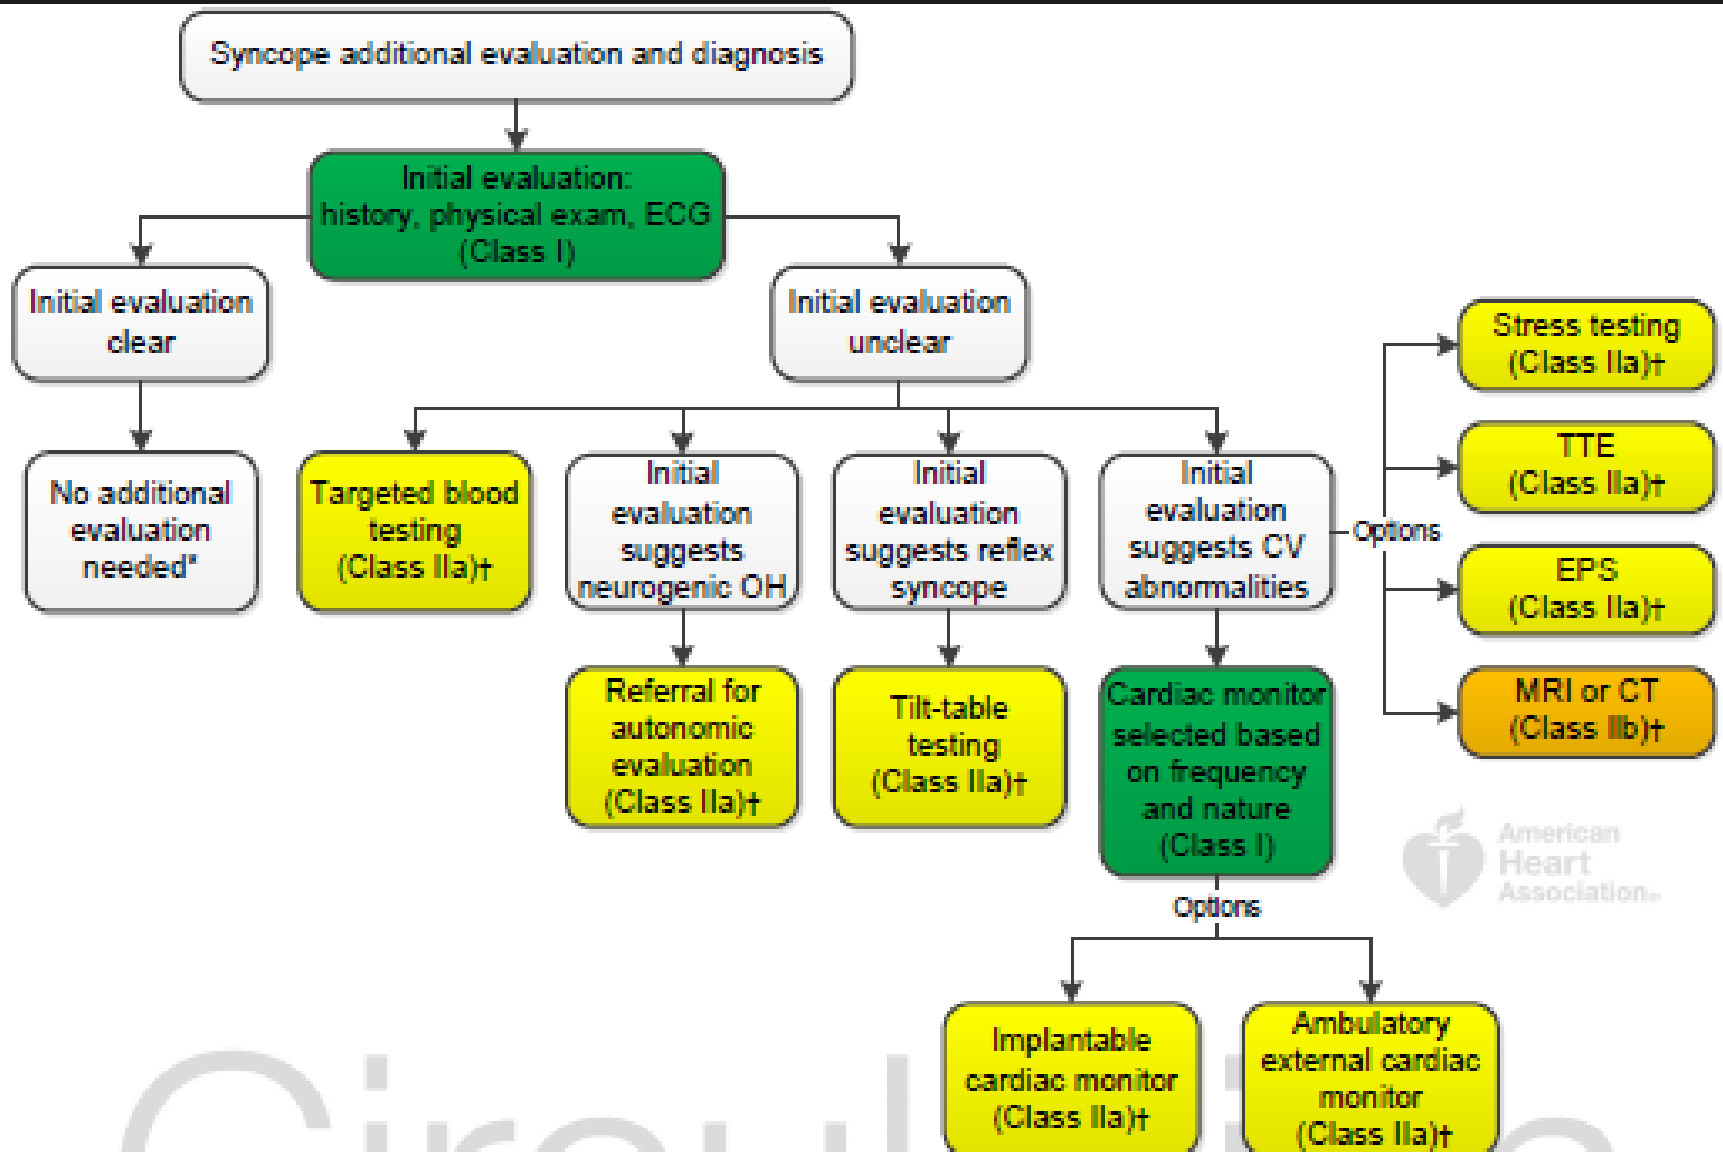 Syncope additional evaluation and diagnosis
Initial evaluation:
history, physical exam, ECG
(Class I)
Initial evaluation
clear
Initial evaluation
unclear
No additional
evaluation
needed*
Targeted blood
testing
(Class IIa)†
Initial
evaluation
suggests
neurogenic OH
Initial
evaluation
suggests reflex
syncope
Initial
evaluation
suggests CV
abnormalities
Options
Stress testing
(Class IIa)†
TTE
(Class IIa)†
EPS
(Class IIa)†
MRI or CT
(Class IIb)†
Referral for
autonomic
evaluation
(Class IIa)†
Tilt-table
testing
(Class IIa)†
Cardiac monitor
selected based
on frequency
and nature
(Class I)
American
Heart
Association
Options
Implantable
cardiac monitor
(Class IIa)†
Ambulatory
external cardiac
monitor
(Class IIa)†